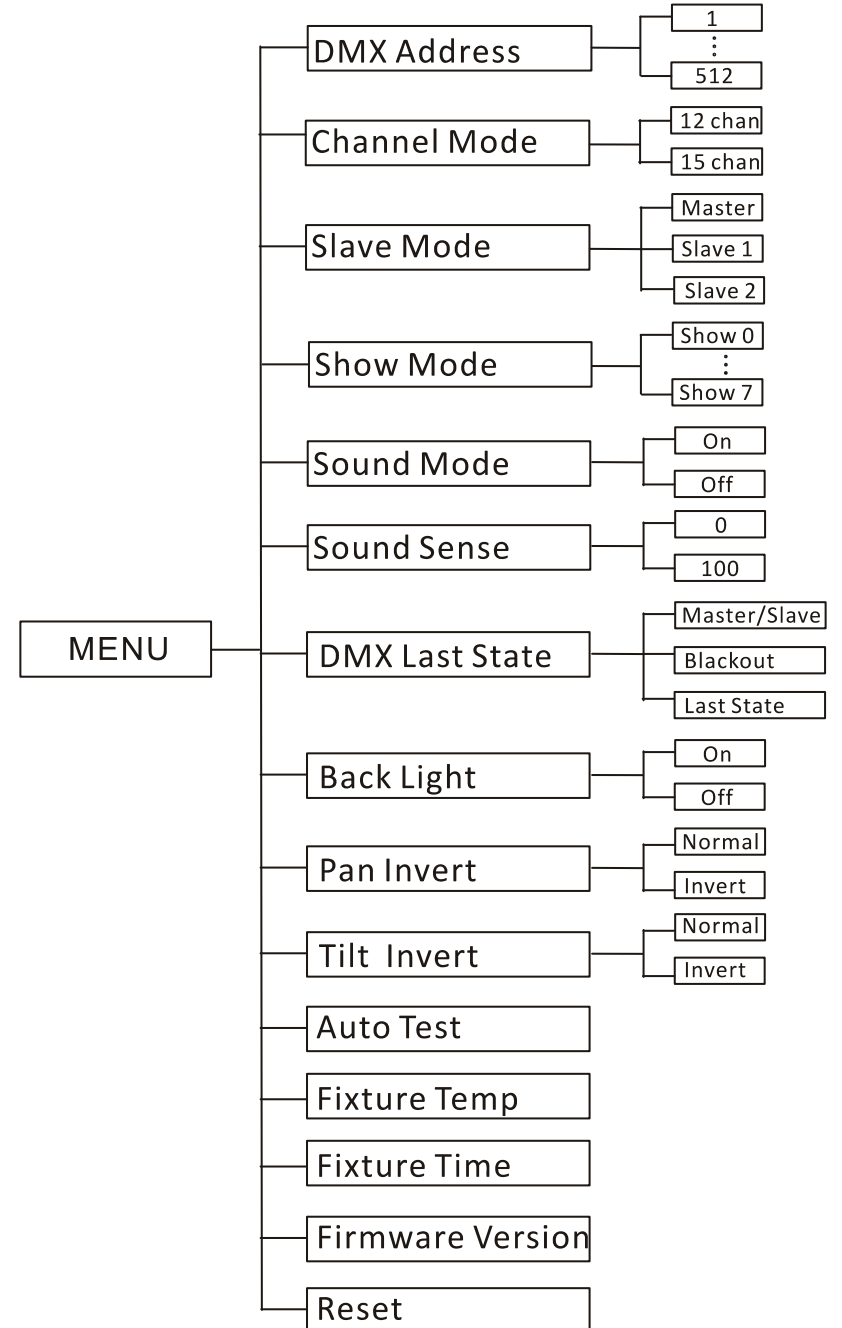 MENU
DMX Address
1
⋮
512
Channel Mode
12 chan
15 chan
Slave Mode
Master
Slave 1
Slave 2
Show Mode
Show 0
⋮
Show 7
Sound Mode
On
Off
Sound Sense
0
100
DMX Last State
Master/Slave
Blackout
Last State
Back Light
On
Off
Pan Invert
Normal
Invert
Tilt Invert
Normal
Invert
Auto Test
Fixture Temp
Fixture Time
Firmware Version
Reset